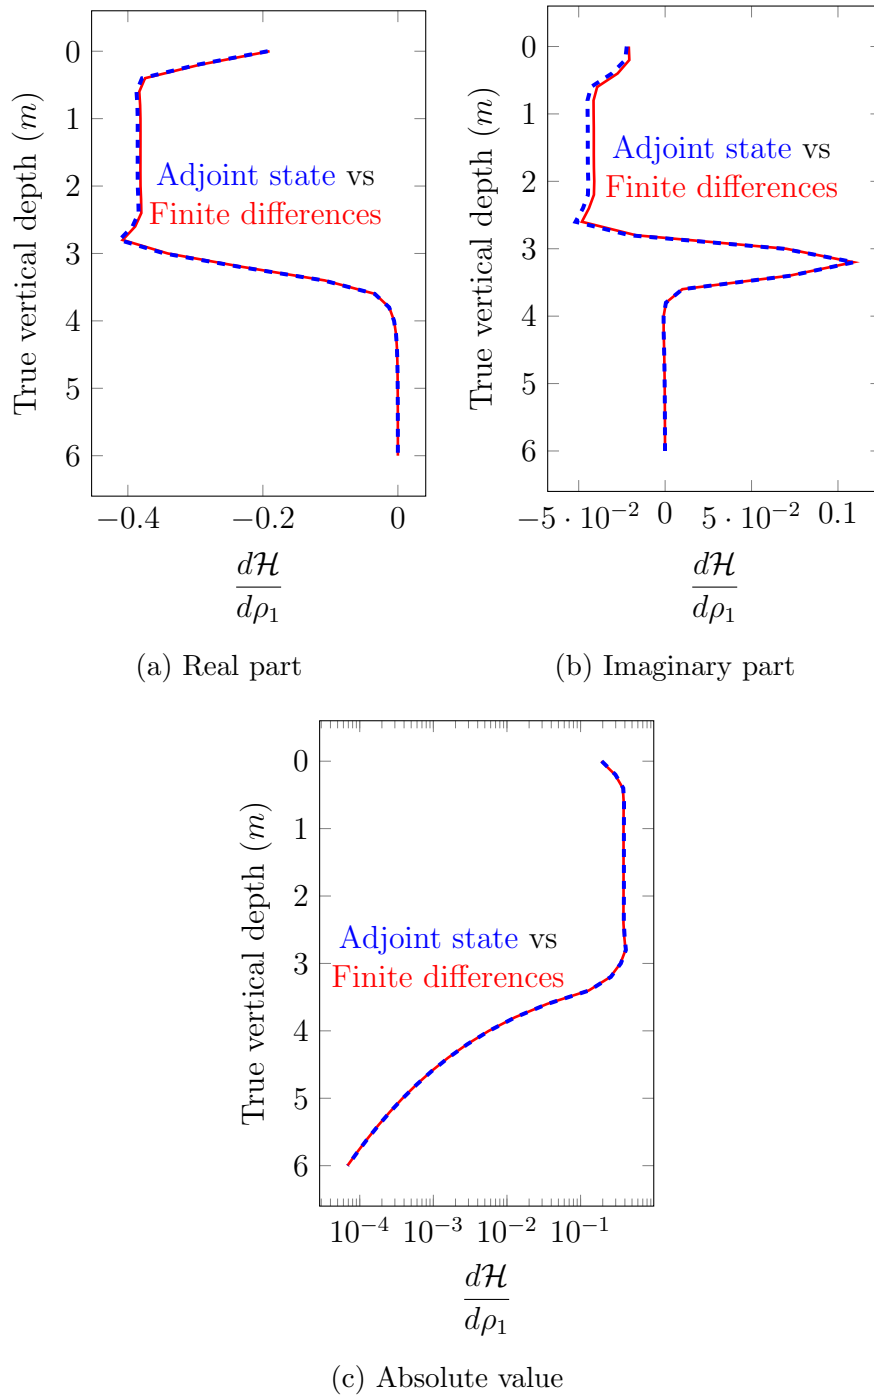 0
1
2
3
4
5
6
True vertical depth (m)
Adjoint state vs
Finite differences
−0.4 −0.2 0
dℋ
dρ₁
(a) Real part
0
1
2
3
4
5
6
True vertical depth (m)
Adjoint state vs
Finite differences
−5 · 10⁻² 0 5 · 10⁻² 0.1
dℋ
dρ₁
(b) Imaginary part
0
1
2
3
4
5
6
True vertical depth (m)
Adjoint state vs
Finite differences
10⁻⁴ 10⁻³ 10⁻² 10⁻¹
dℋ
dρ₁
(c) Absolute value